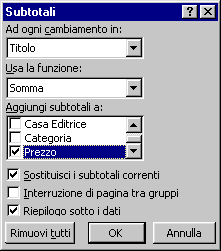 Subtotali
Ad ogni cambiamento in:
Titolo
Usa la funzione:
Somma
Aggiungi subtotali a:
Casa Editrice
Categoria
Prezzo
Sostituisci i subtotali correnti
Interruzione di pagina tra gruppi
Riepilogo sotto i dati
Rimuovi tutti OK Annulla